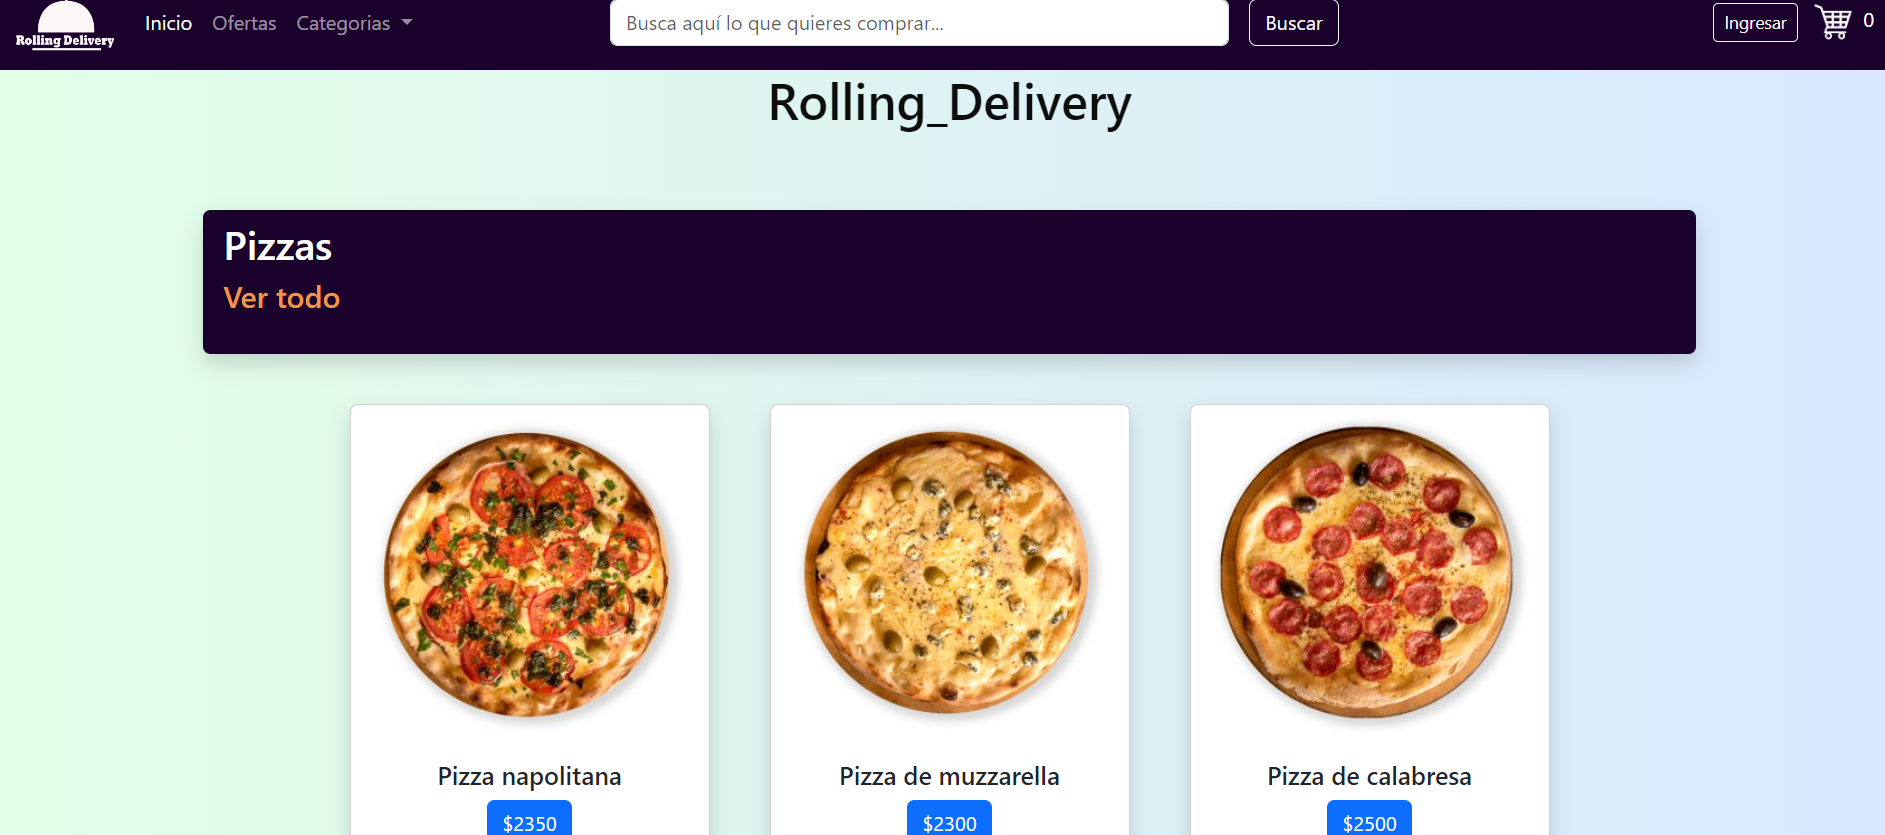 Rolling Delivery
Inicio Ofertas Categorias
Busca aquí lo que quieres comprar...
Buscar
Ingresar
0
Rolling_Delivery
Pizzas
Ver todo
Pizza napolitana
$2350
Pizza de muzzarella
$2300
Pizza de calabresa
$2500